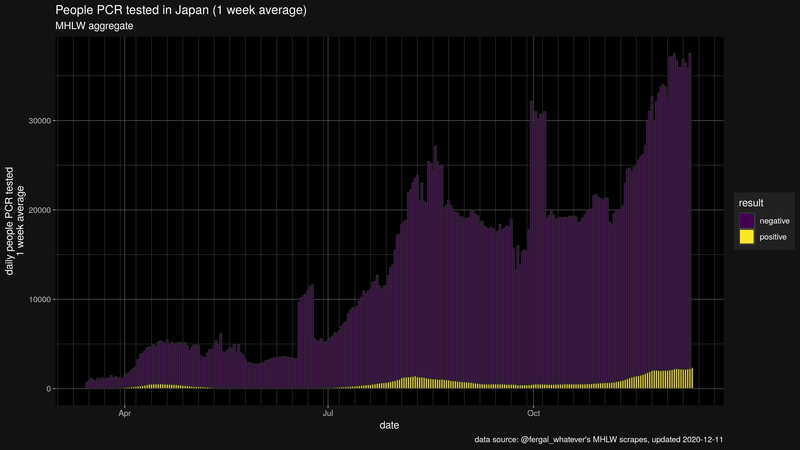 People PCR tested in Japan (1 week average)
MHLW aggregate
daily people PCR tested
1 week average
30000
20000
10000
0
Apr
Jul
Oct
date
result
negative
positive
data source: @fergal_whatever's MHLW scrapes, updated 2020-12-11